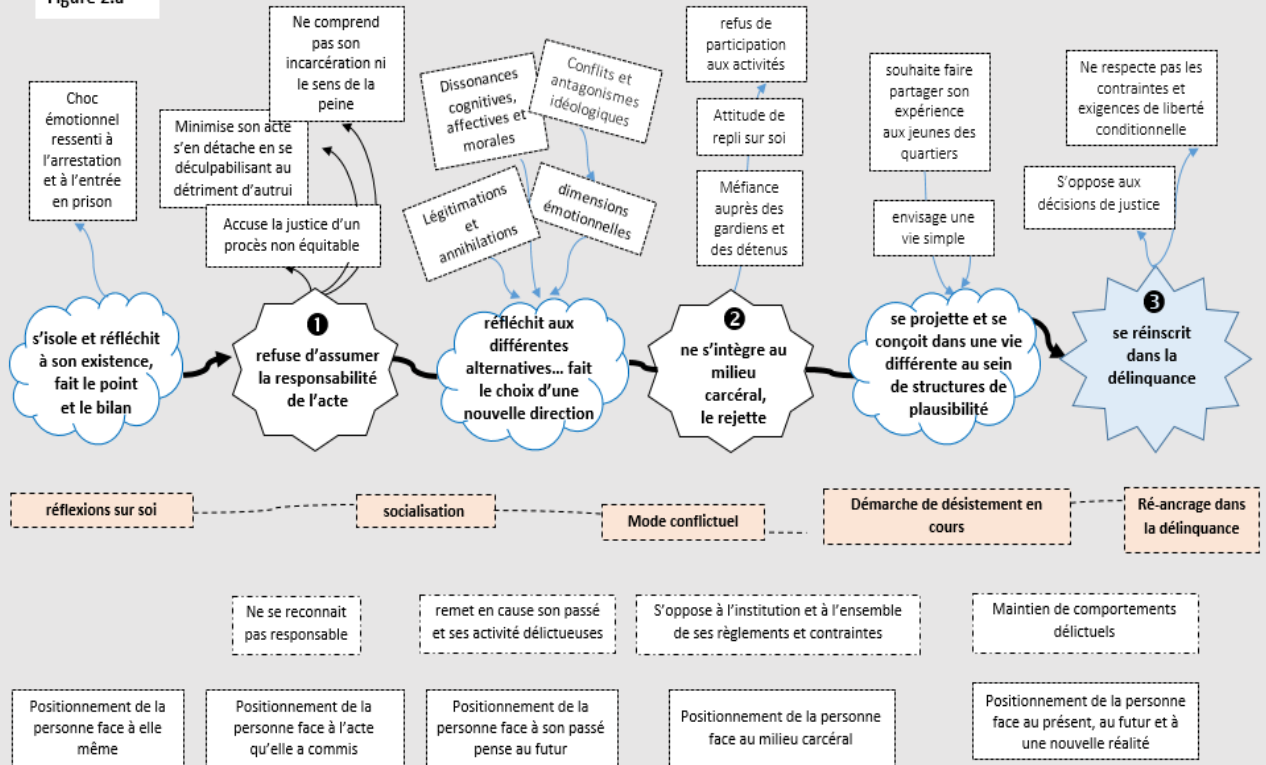 Figure 2.a
Choc
émotionnel
ressenti à
l’arrestation
et à l’entrée
en prison
Minimise son acte
s’en détache en se
déculpabilisant au
détriment d’autrui
Ne comprend
pas son
incarcération ni
le sens de la
peine
Accuse la justice d’un
procès non équitable
Dissonances
cognitives,
affectives et
morales
Conflits et
antagonismes
idéologiques
Légitimations
et
annihilations
dimensions
émotionnelles
refus de
participation
aux activités
Attitude de
repli sur soi
Méfiance
auprès des
gardiens et
des détenus
souhaite faire
partager son
expérience
aux jeunes des
quartiers
envisage une
vie simple
Ne respecte pas les
contraintes et
exigences de liberté
conditionnelle
S’oppose aux
décisions de justice
s’isole et réfléchit
à son existence,
fait le point
et le bilan
❶
refuse d’assumer
la responsabilité
de l’acte
réfléchit aux
différentes
alternatives... fait
le choix d’une
nouvelle direction
❷
ne s’intègre au
milieu
carcéral,
le rejette
se projette et se
conçoit dans une vie
différente au sein
de structures de
plausibilité
❸
se réinscrit
dans la
délinquance
réflexions sur soi
socialisation
Mode conflictuel
Démarche de désistement en
cours
Ré-ancrage dans
la délinquance
Ne se reconnait
pas responsable
remet en cause son passé
et ses activité délictueuses
S’oppose à l’institution et à l’ensemble
de ses règlements et contraintes
Maintien de comportements
délictuels
Positionnement de la
personne face à elle
même
Positionnement de la
personne face à l’acte
qu’elle a commis
Positionnement de la
personne face à son passé
pense au futur
Positionnement de la personne
face au milieu carcéral
Positionnement de la personne
face au présent, au futur et à
une nouvelle réalité